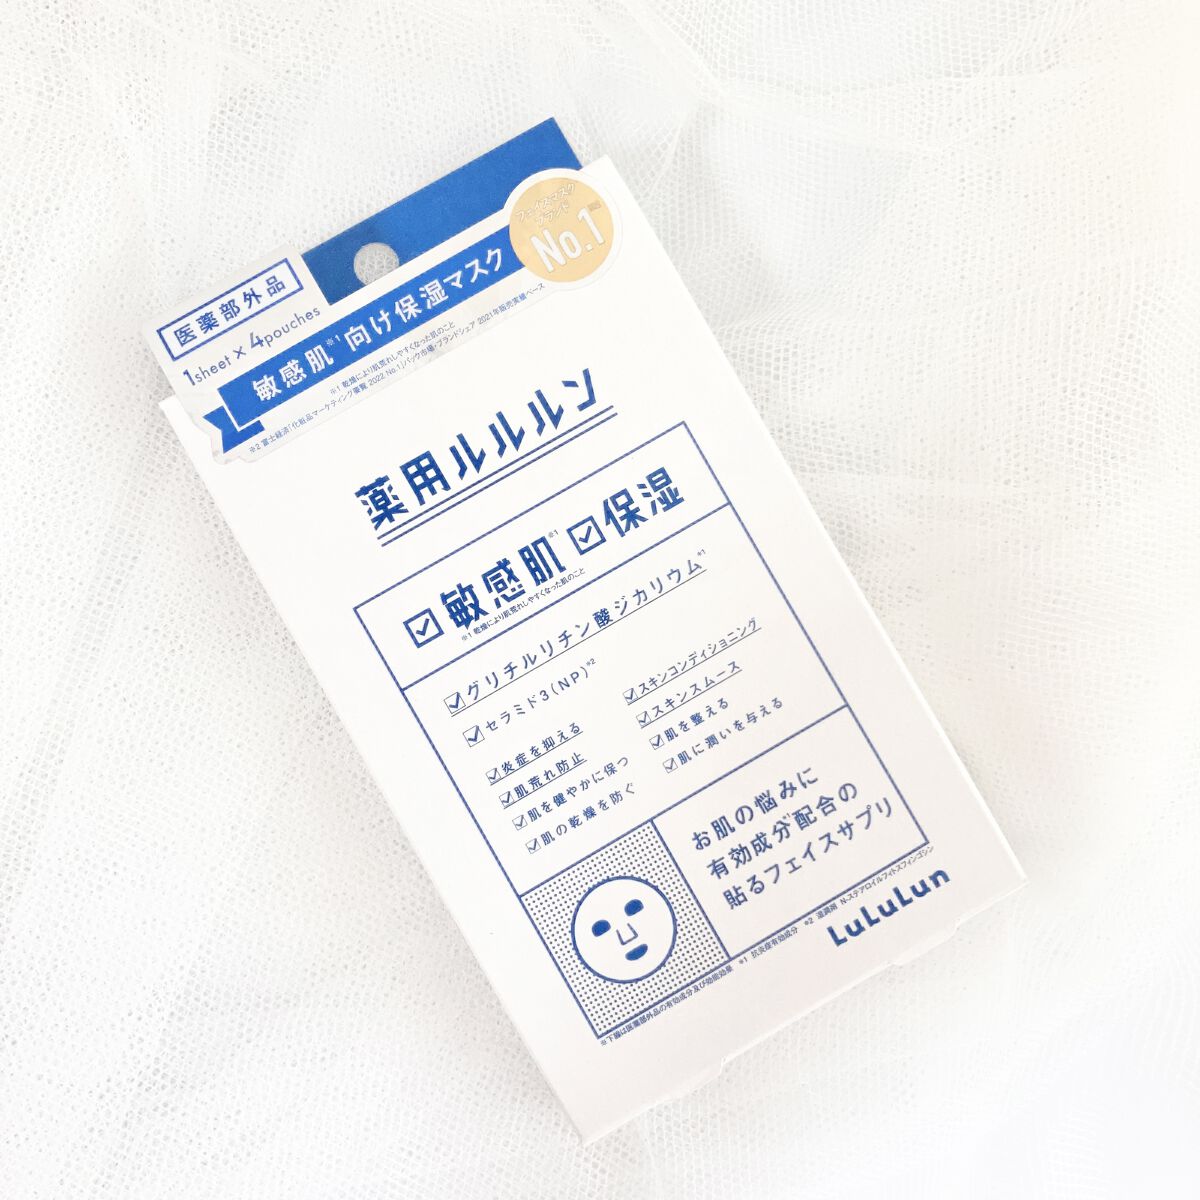 医薬部外品
1sheet×4pouches
フェイスマスク
ブランド
No.1
敏感肌※1向け保湿マスク
※1 乾燥により肌荒れしやすくなった肌のこと
※2 富士経済「化粧品マーケティング要覧 2022 No.1」パック市場・ブランドシェア 2021年販売実績ベース
薬用ルルルン
敏感肌※1 保湿
※1 乾燥により肌荒れしやすくなった肌のこと
グリチルリチン酸ジカリウム※1
セラミド3(NP)※2
炎症を抑える
肌荒れ防止
肌を健やかに保つ
肌の乾燥を防ぐ
スキンコンディショニング
スキンスムース
肌を整える
肌に潤いを与える
お肌の悩みに
有効成分配合の
貼るフェイスサプリ
※下線は医薬部外品の有効成分及び効能効果 ※1 抗炎症有効成分 ※2 湿潤剤 N-ステアロイルフィトスフィンゴシン
LuLuLun